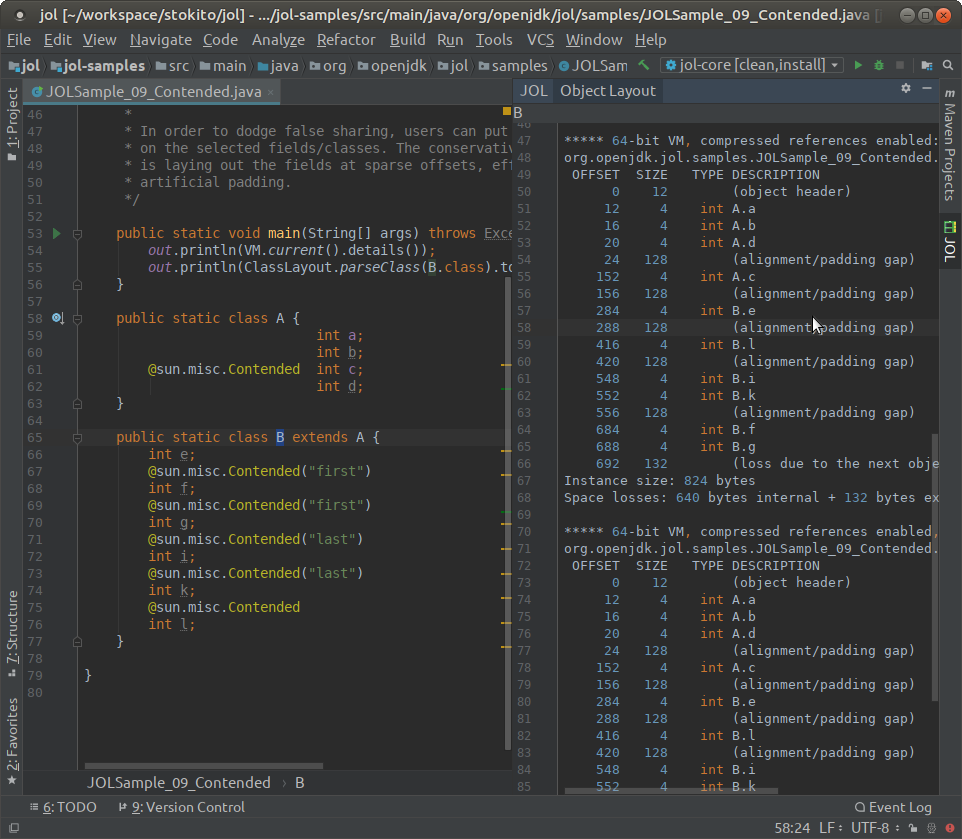 jol [~/workspace/stokito/jol] - .../jol-samples/src/main/java/org/openjdk/jol/samples/JOLSample_09_Contended.java [
File Edit View Navigate Code Analyze Refactor Build Run Tools VCS Window Help
jol jol-samples src main java org openjdk jol samples JOLSam jol-core [clean,install]
JOLSample_09_Contended.java
46 *
47 * In order to dodge false sharing, users can put
48 * on the selected fields/classes. The conservativ
49 * is laying out the fields at sparse offsets, eff
50 * artificial padding.
51 */
52
53 public static void main(String[] args) throws Exce
54 out.println(VM.current().details());
55 out.println(ClassLayout.parseClass(B.class).to
56 }
57
58 public static class A {
59 int a;
60 int b;
61 @sun.misc.Contended int c;
62 int d;
63 }
64
65 public static class B extends A {
66 int e;
67 @sun.misc.Contended("first")
68 int f;
69 @sun.misc.Contended("first")
70 int g;
71 @sun.misc.Contended("last")
72 int i;
73 @sun.misc.Contended("last")
74 int k;
75 @sun.misc.Contended
76 int l;
77 }
78
79 }
80
JOLSample_09_Contended › B
JOL Object Layout
B
46
47 ***** 64-bit VM, compressed references enabled:
48 org.openjdk.jol.samples.JOLSample_09_Contended.
49 OFFSET SIZE TYPE DESCRIPTION
50 0 12 (object header)
51 12 4 int A.a
52 16 4 int A.b
53 20 4 int A.d
54 24 128 (alignment/padding gap)
55 152 4 int A.c
56 156 128 (alignment/padding gap)
57 284 4 int B.e
58 288 128 (alignment/padding gap)
59 416 4 int B.l
60 420 128 (alignment/padding gap)
61 548 4 int B.i
62 552 4 int B.k
63 556 128 (alignment/padding gap)
64 684 4 int B.f
65 688 4 int B.g
66 692 132 (loss due to the next obje
67 Instance size: 824 bytes
68 Space losses: 640 bytes internal + 132 bytes ex
69
70 ***** 64-bit VM, compressed references enabled,
71 org.openjdk.jol.samples.JOLSample_09_Contended.
72 OFFSET SIZE TYPE DESCRIPTION
73 0 12 (object header)
74 12 4 int A.a
75 16 4 int A.b
76 20 4 int A.d
77 24 128 (alignment/padding gap)
78 152 4 int A.c
79 156 128 (alignment/padding gap)
80 284 4 int B.e
81 288 128 (alignment/padding gap)
82 416 4 int B.l
83 420 128 (alignment/padding gap)
84 548 4 int B.i
85 552 4 int B.k
1: Project
7: Structure
2: Favorites
m Maven Projects
JOL
6: TODO 9: Version Control Event Log
58:24 LF UTF-8